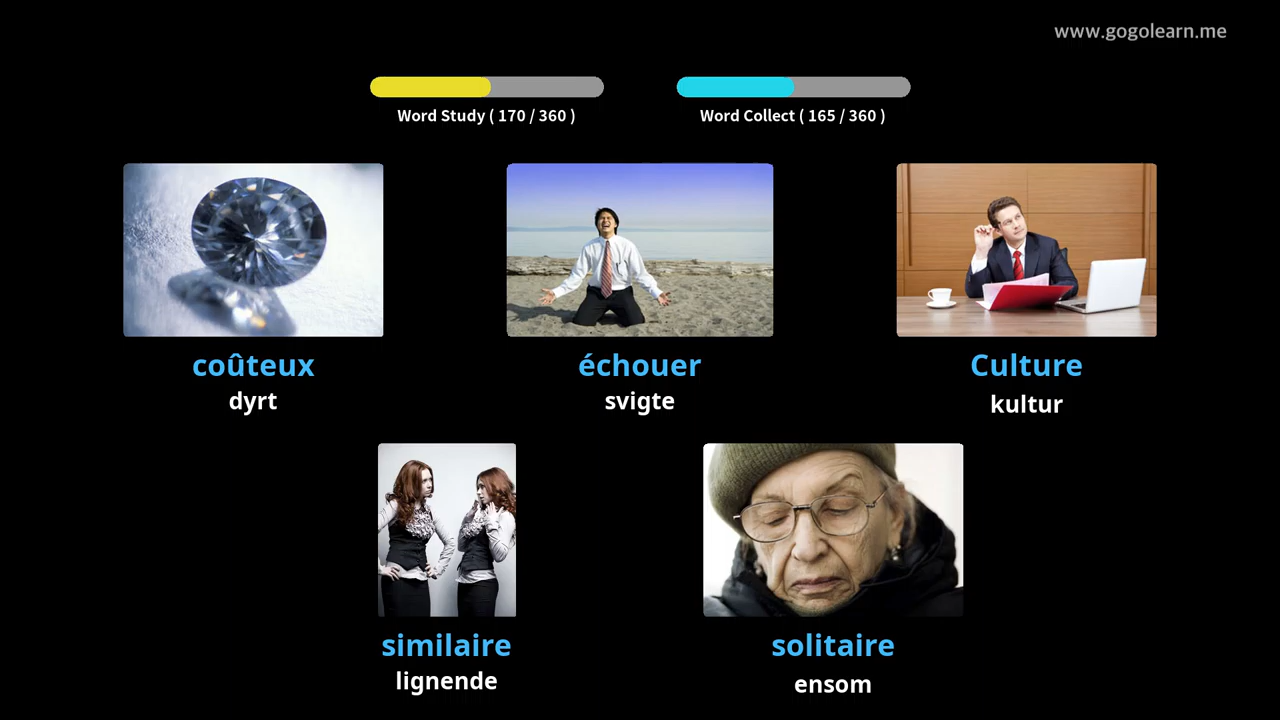 www.gogolearn.me
Word Study ( 170 / 360 )
Word Collect ( 165 / 360 )
coûteux
dyrt
échouer
svigte
Culture
kultur
similaire
lignende
solitaire
ensom